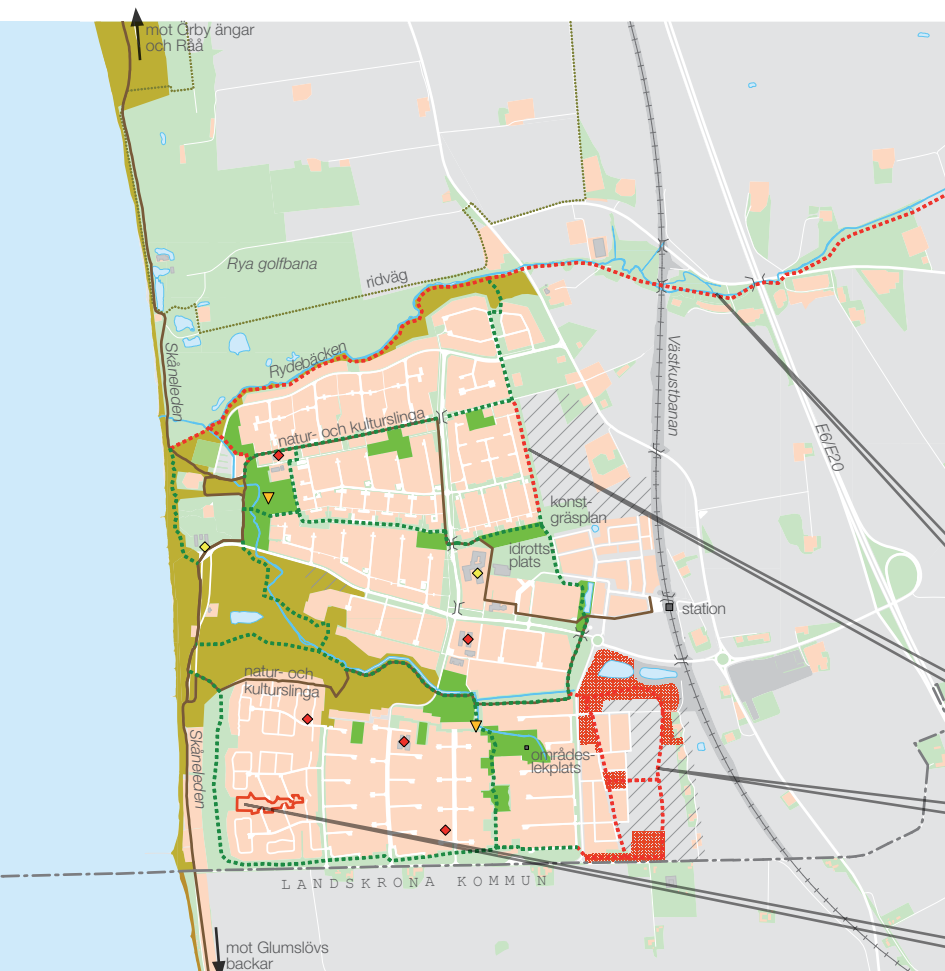 mot Örby ängar
och Råå
Rya golfbana
ridväg
Rydebäcken
Skåneleden
Västkustbanan
E6/E20
natur- och kulturslinga
konst-
gräsplan
idrotts
plats
station
natur- och
kulturslinga
Skåneleden
områdes-
lekplats
LANDSKRONA KOMMUN
mot Glumslövs
backar